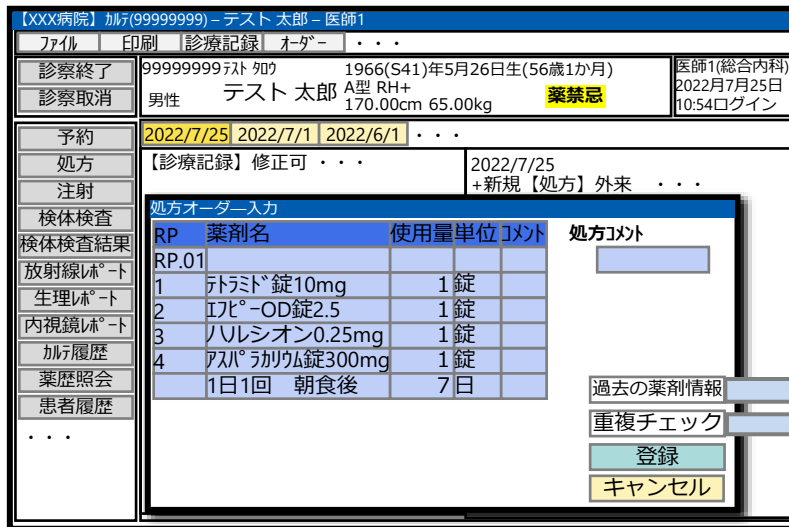 【XXX病院】ｶﾙﾃ(99999999) – テスト 太郎 – 医師1
ﾌｧｲﾙ 印刷 診療記録 ｵｰﾀﾞｰ ・・・
診察終了
診察取消
99999999ﾃｽﾄ ﾀﾛｳ
男性 テスト 太郎
1966(S41)年5月26日生(56歳1か月)
A型 RH+
170.00cm 65.00kg
薬禁忌
医師1(総合内科)
2022月7月25日
10:54ログイン
予約
処方
注射
検体検査
検体検査結果
放射線ﾚﾎﾟｰﾄ
生理ﾚﾎﾟｰﾄ
内視鏡ﾚﾎﾟｰﾄ
ｶﾙﾃ履歴
薬歴照会
患者履歴
・・・
2022/7/25 2022/7/1 2022/6/1 ・・・
【診療記録】修正可 ・・・
2022/7/25
+新規【処方】外来 ・・・
処方オーダ―入力
RP 薬剤名 使用量 単位 ｺﾒﾝﾄ
RP.01
1 ﾃﾄﾗﾐﾄﾞ錠10mg 1 錠
2 ｴﾌﾋﾟｰOD錠2.5 1 錠
3 ハルシオン0.25mg 1 錠
4 ｱｽﾊﾟﾗｶﾘｳﾑ錠300mg 1 錠
1日1回 朝食後 7 日
処方ｺﾒﾝﾄ
過去の薬剤情報
重複チェック
登録
キャンセル